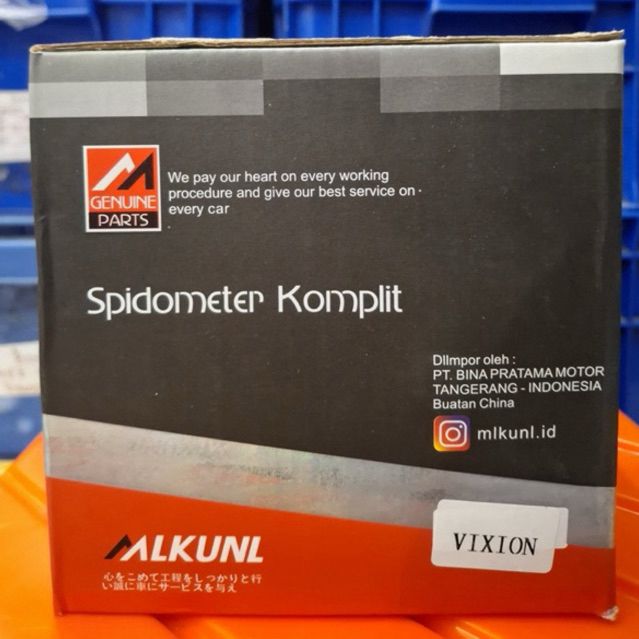 GENUINE
PARTS
We pay our heart on every working
procedure and give our best service on
every car
Spidometer Komplit
DIImpor oleh :
PT. BINA PRATAMA MOTOR
TANGERANG - INDONESIA
Buatan China
mlkunl.id
VIXION
MLKUNL
心をこめて工程をしっかりと行
い誠に車にサービスを与え